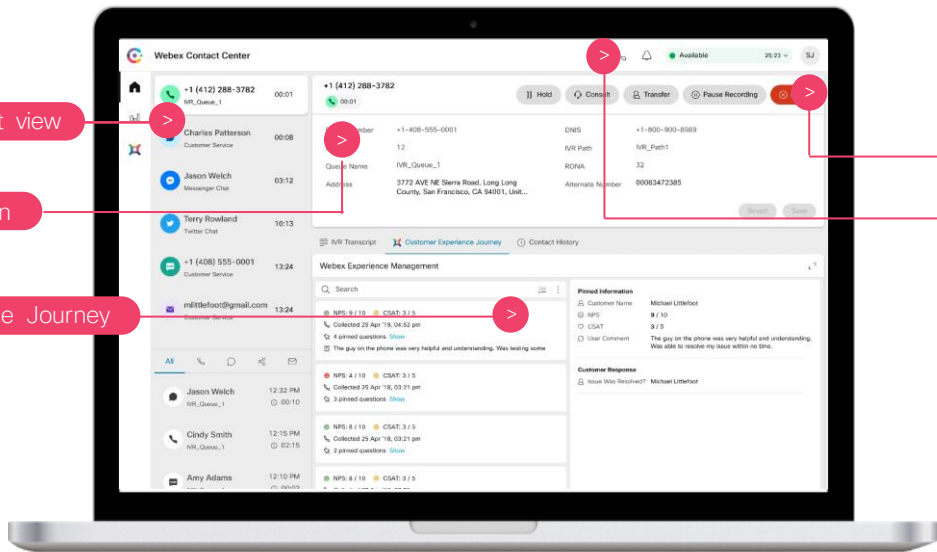 Webex Contact Center
Available
25:23
SJ
+1 (412) 288-3782
IVR_Queue_1
00:01
view
Charles Patterson
Customer Service
00:08
Jason Welch
Messenger Chat
03:12
Terry Rowland
Twitter Chat
10:13
+1 (408) 555-0001
Customer Service
13:24
mlittlefoot@gmail.com
Customer Service
13:24
Journey
All
Jason Welch
12:32 PM
IVR_Queue_1
00:10
Cindy Smith
12:15 PM
IVR_Queue_1
02:15
Amy Adams
12:10 PM
+1 (412) 288-3782
00:01
Hold
Consult
Transfer
Pause Recording
+1-408-555-0001
DNIS
+1-800-900-8989
12
IVR Path
IVR_Path1
Queue Name
IVR_Queue_1
RONA
32
Address
3772 AVE NE Sierra Road, Long Long
County, San Francisco, CA 94001, Unit...
Alternate Number
00063472385
Revert
Save
IVR Transcript
Customer Experience Journey
Contact History
Webex Experience Management
Search
NPS: 9 / 10
CSAT: 3 / 5
Collected 25 Apr '19, 04:52 pm
4 pinned questions Show
The guy on the phone was very helpful and understanding. Was testing some
NPS: 4 / 10
CSAT: 3 / 5
Collected 25 Apr '18, 03:21 pm
3 pinned questions Show
NPS: 8 / 10
CSAT: 3 / 5
Collected 25 Apr '18, 03:21 pm
2 pinned questions Show
NPS: 8 / 10
CSAT: 3 / 5
Pinned Information
Customer Name
Michael Littlefoot
NPS
9 / 10
CSAT
3 / 5
User Comment
The guy on the phone was very helpful and understanding.
Was able to resolve my issue within no time.
Customer Response
Issue Was Resolved?
Michael Littlefoot